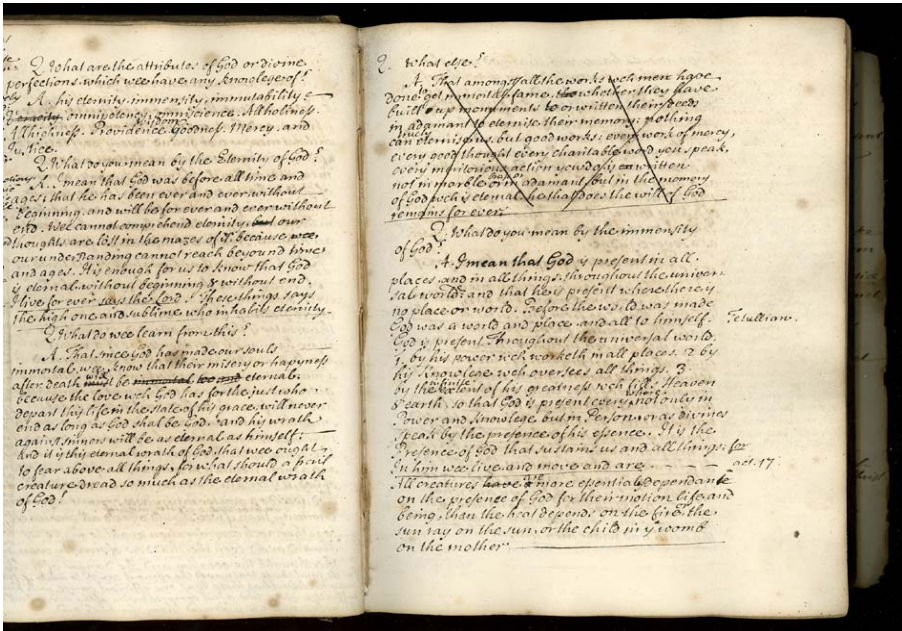 Q. What are the attributes of God or divine
perfections which wee have any knowlege of?
A. his eternity, immensity, immutability &
veracity omnipotency, omniscience. Allholiness.
wisdom
Allhighness. Providence, Goodness, Mercy. and
Justice.
Q. What do you mean by the Eternity of God?
A. I mean that God was before all time and
ages; that he has been ever and ever without
beginning, and will be for ever and ever without
end. Wee cannot comprehend eternity, but our
thoughts are lost in the mazes of it. because wee
our understanding cannot reach beyound time
and ages. It is enough for us to know that God
is eternal without beginning & without end.
I live for ever says the Lord. These things says
the high one and sublime who inhabits eternity.
Q. What do wee learn from this?
A. That since God has made our souls
immortal, wee know that their misery or happyness
will
after death must be immortal too and eternal.
because the love wch God has for the just who
depart this life in the state of his grace, will never
end as long as God shal be God. and his wrath
against sinners will be as eternal as himself.
And it is this eternal wrath of God, that wee ought
to fear above all things, for what should a
creature dread so much as the eternal wrath
of God!
Q. What else?
A. That amongst all the works wch men have
to
done get immortal fame, whether they have
built up monuments or written their deeds
in adamant to eternise their memory; nothing
truely
can eternise us, but good works: every work of mercy,
every good thought every charitable word you speak,
every meritorious action you do, is written
not in marble or in adamant, but in the memory
of God wch is eternal. he that does the will of God
remains for ever.
Q. What do you mean by the immensity
of God?
A. I mean that God is present in all
places and in all things, throughout the univer-
sal world; and that he is present where there is
no place or world. Before the world was made
God was a world and place and all to himself. Tetullian.
God is present throughout the universal world,
1. by his power wch worketh in all places, 2 by
his Knowlege wch oversees all things. 3
infinite
by the extent of his greatness wch fills Heaven
where
& earth, so that God is present every not only in
Power and Knowlege but in Person or as divines
speak by the presence of his essence. It is the
Presence of God that sustains us and all things: for
In him wee live and move and are. act. 17.
are
All creatures have a more essential dependante
on the presence of God for their motion life and
being, than the heat depends on the fire, the
sun ray on the sun, or the child in ye womb
on the mother.